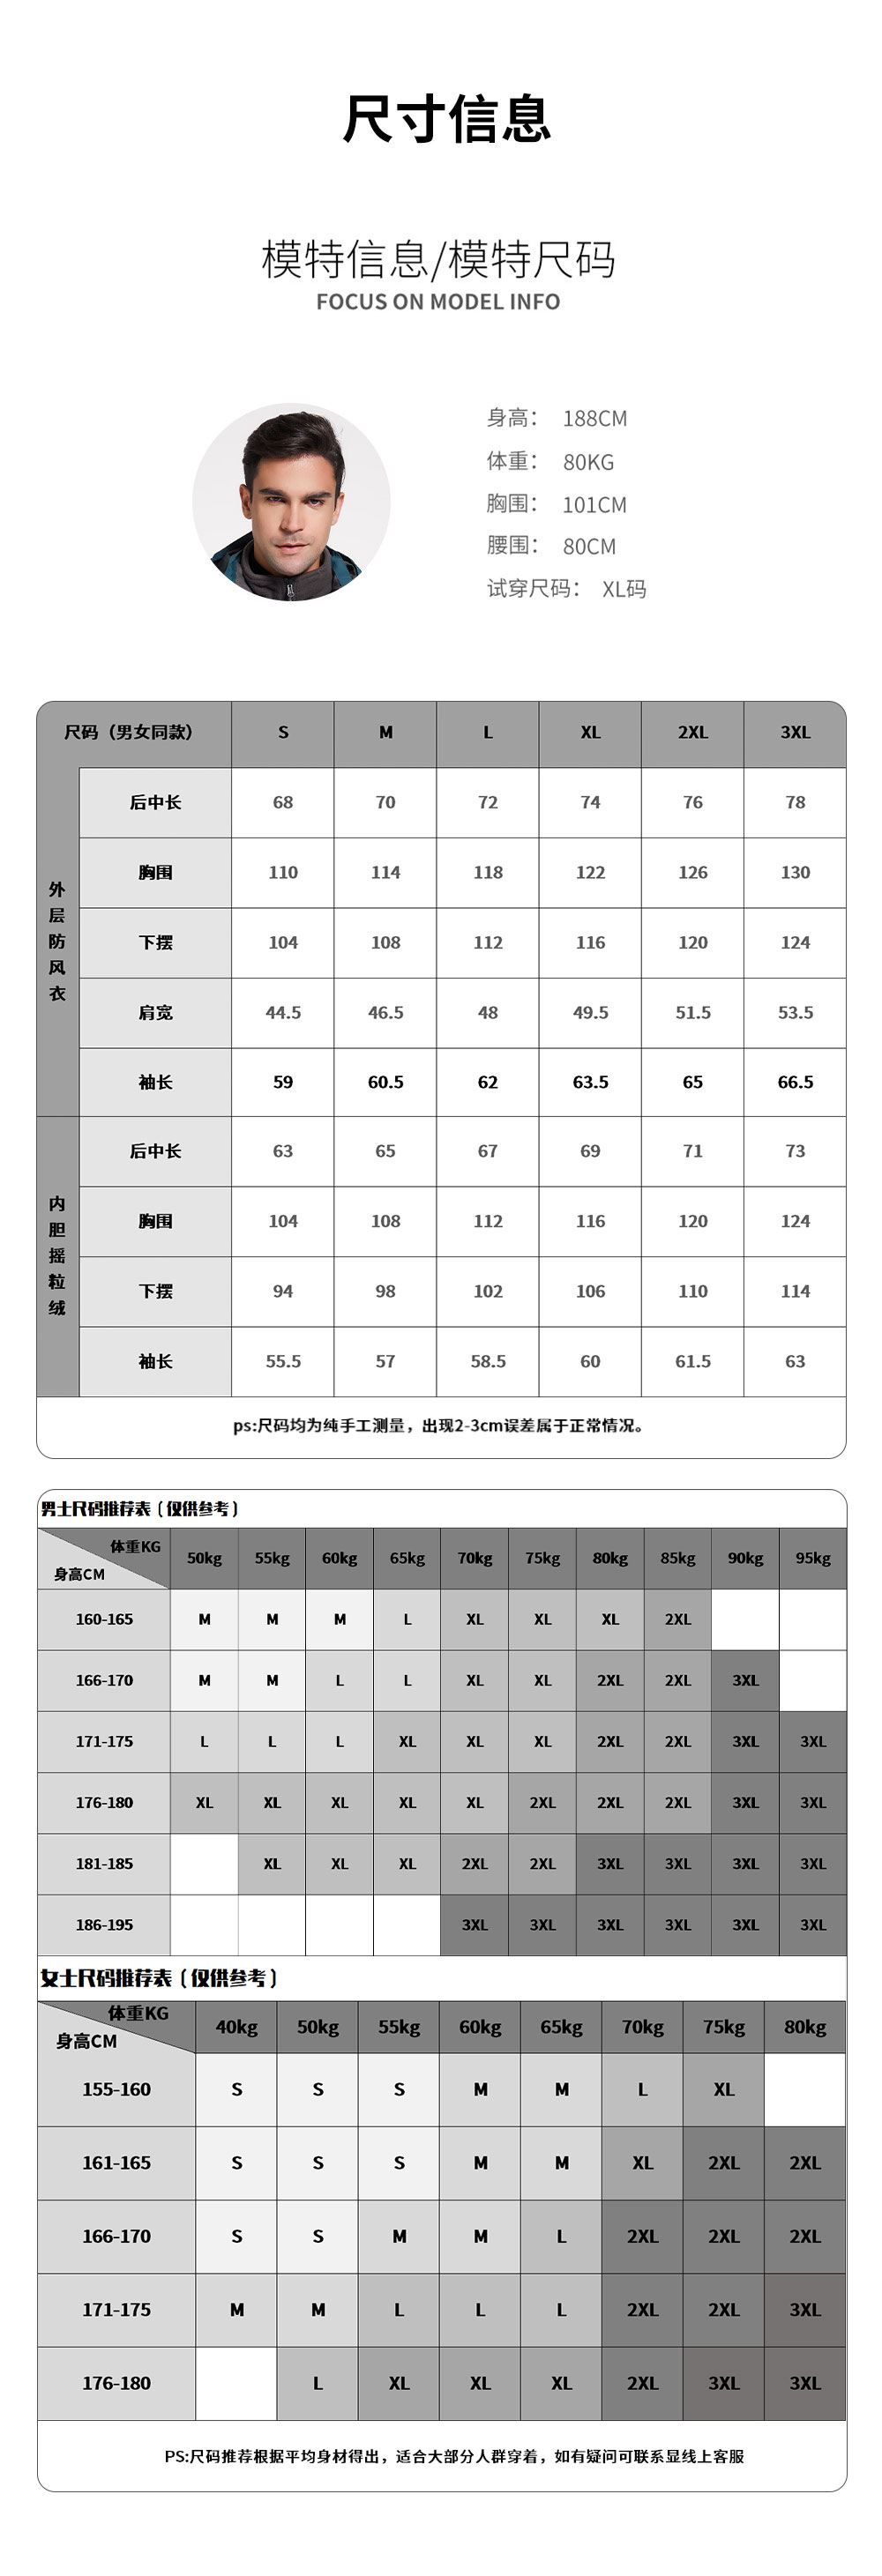 尺寸信息
模特信息/模特尺码
FOCUS ON MODEL INFO
身高： 188CM
体重： 80KG
胸围： 101CM
腰围： 80CM
试穿尺码： XL码
尺码（男女同款） S M L XL 2XL 3XL
外层防风衣
后中长 68 70 72 74 76 78
胸围 110 114 118 122 126 130
下摆 104 108 112 116 120 124
肩宽 44.5 46.5 48 49.5 51.5 53.5
袖长 59 60.5 62 63.5 65 66.5
内胆摇粒绒
后中长 63 65 67 69 71 73
胸围 104 108 112 116 120 124
下摆 94 98 102 106 110 114
袖长 55.5 57 58.5 60 61.5 63
ps:尺码均为纯手工测量，出现2-3cm误差属于正常情况。
男士尺码推荐表（仅供参考）
体重KG 50kg 55kg 60kg 65kg 70kg 75kg 80kg 85kg 90kg 95kg
身高CM
160-165 M M M L XL XL XL 2XL
166-170 M M L L XL XL 2XL 2XL 3XL
171-175 L L L XL XL XL 2XL 2XL 3XL 3XL
176-180 XL XL XL XL XL 2XL 2XL 2XL 3XL 3XL
181-185 XL XL XL 2XL 2XL 3XL 3XL 3XL 3XL
186-195 3XL 3XL 3XL 3XL 3XL 3XL
女士尺码推荐表（仅供参考）
体重KG 40kg 50kg 55kg 60kg 65kg 70kg 75kg 80kg
身高CM
155-160 S S S M M L XL
161-165 S S S M M XL 2XL 2XL
166-170 S S M M L 2XL 2XL 2XL
171-175 M M L L L 2XL 2XL 3XL
176-180 L XL XL XL 2XL 3XL 3XL
PS:尺码推荐根据平均身材得出，适合大部分人群穿着，如有疑问可联系显线上客服